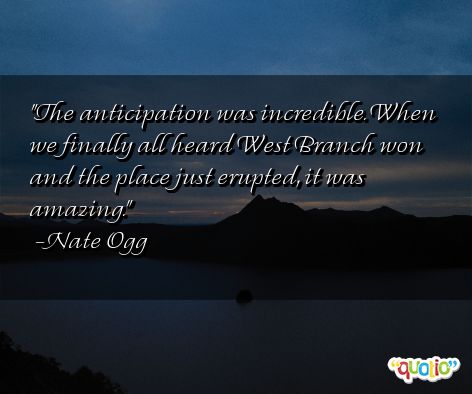 "The anticipation was incredible. When
we finally all heard West Branch won
and the place just erupted, it was
amazing."
-Nate Ogg
"quotio"